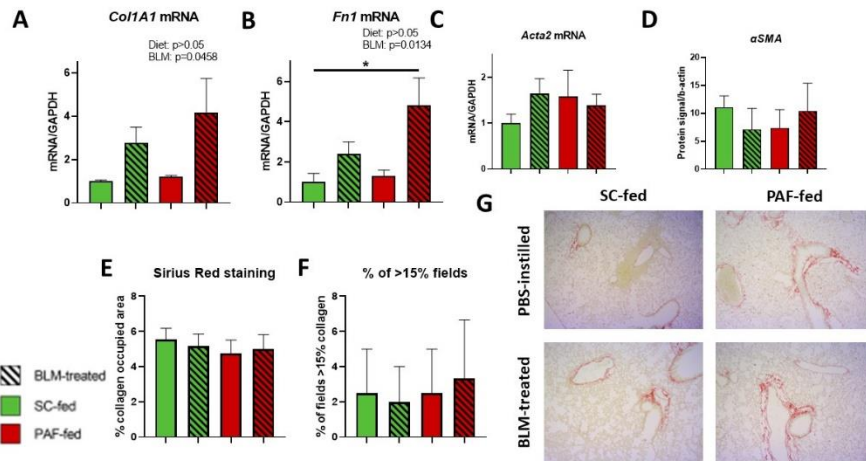 A
Col1A1 mRNA
Diet: p>0.05
BLM: p=0.0458
mRNA/GAPDH
6
4
2
0
B
Fn1 mRNA
Diet: p>0.05
BLM: p=0.0134
*
mRNA/GAPDH
6
4
2
0
C
Acta2 mRNA
mRNA/GAPDH
2
1
0
D
αSMA
Protein signal/b-actin
20
15
10
5
0
E
Sirius Red staining
% collagen occupied area
8
6
4
2
0
F
% of >15% fields
% of fields >15% collagen
8
6
4
2
0
BLM-treated
SC-fed
PAF-fed
G
SC-fed
PAF-fed
PBS-instilled
BLM-treated